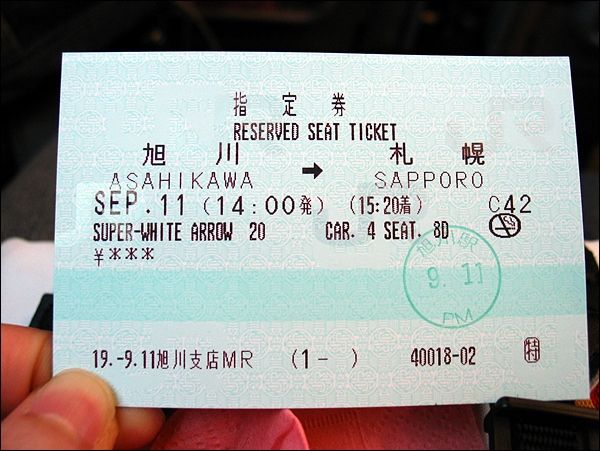 指定券
RESERVED SEAT TICKET
旭川 → 札幌
ASAHIKAWA SAPPORO
SEP.11 (14:00発) (15:20着) C42
SUPER-WHITE ARROW 20 CAR. 4 SEAT. 8D
¥***
旭川駅
9.11
PM
19.-9.11旭川支店MR (1- ) 40018-02 特